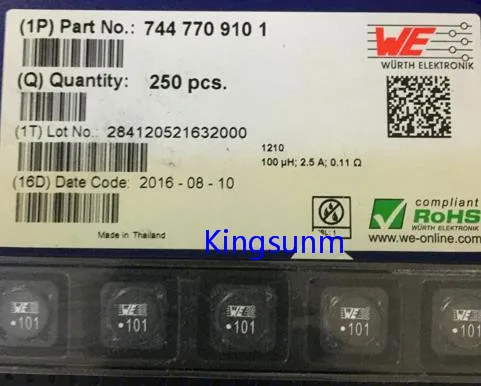 (1P) Part No.: 744 770 910 1
WE
WÜRTH ELEKTRONIK
(Q) Quantity: 250 pcs.
(1T) Lot No.: 284120521632000
1210
100 µH; 2.5 A; 0.11 Ω
(16D) Date Code: 2016 - 08 - 10
Made in Thailand
compliant
RoHS
WÜRTH ELEKTRONIK
www.we-online.com
Kingsunm
WE WE WE WE WE
101 101 101 101 101